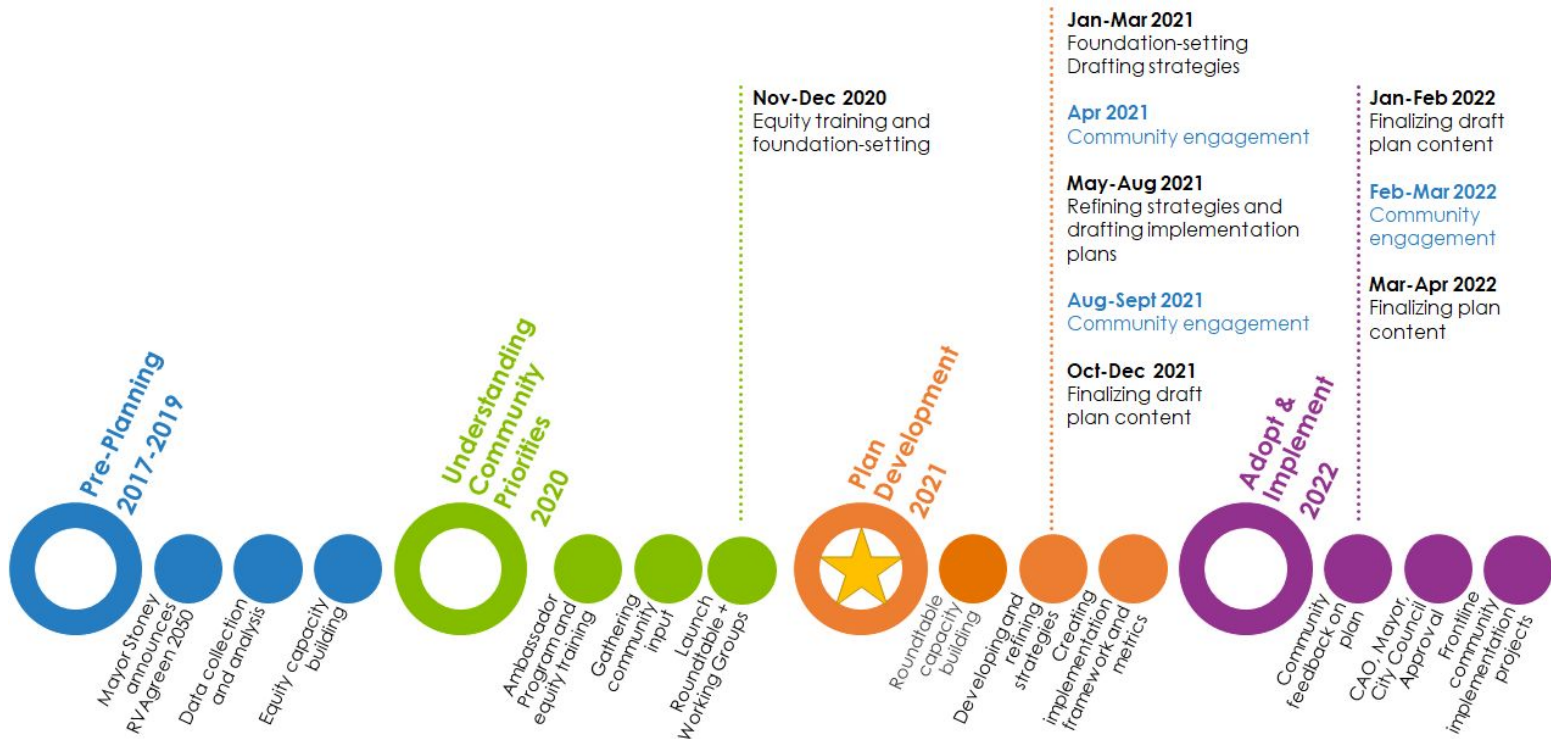 Pre-Planning
2017-2019
Mayor Stoney
announces
RVAgreen 2050
Data collection
and analysis
Equity capacity
building
Understanding
Community
Priorities
2020
Ambassador
Program and
equity training
Gathering
community
input
Launch
Roundtable +
Working Groups
Nov-Dec 2020
Equity training and
foundation-setting
Plan
Development
2021
Roundtable
capacity
building
Developing and
refining
strategies
Creating
implementation
framework and
metrics
Jan-Mar 2021
Foundation-setting
Drafting strategies
Apr 2021
Community engagement
May-Aug 2021
Refining strategies and
drafting implementation
plans
Aug-Sept 2021
Community engagement
Oct-Dec 2021
Finalizing draft
plan content
Adopt &
Implement
2022
Community
feedback on
plan
CAO, Mayor,
City Council
Approval
Frontline
community
implementation
projects
Jan-Feb 2022
Finalizing draft
plan content
Feb-Mar 2022
Community
engagement
Mar-Apr 2022
Finalizing plan
content